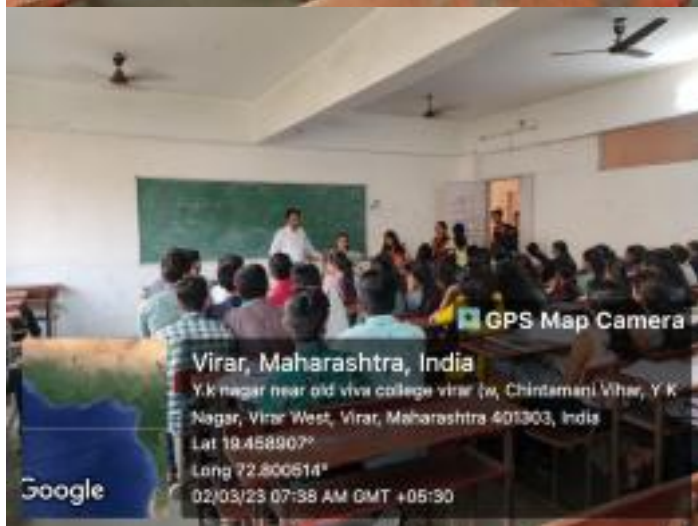 GPS Map Camera
Virar, Maharashtra, India
Y.k nagar near old viva college virar (w, Chintamani Vihar, Y K
Nagar, Virar West, Virar, Maharashtra 401303, India
Lat 19.458907°
Long 72.800514°
02/03/23 07:38 AM GMT +05:30
Google